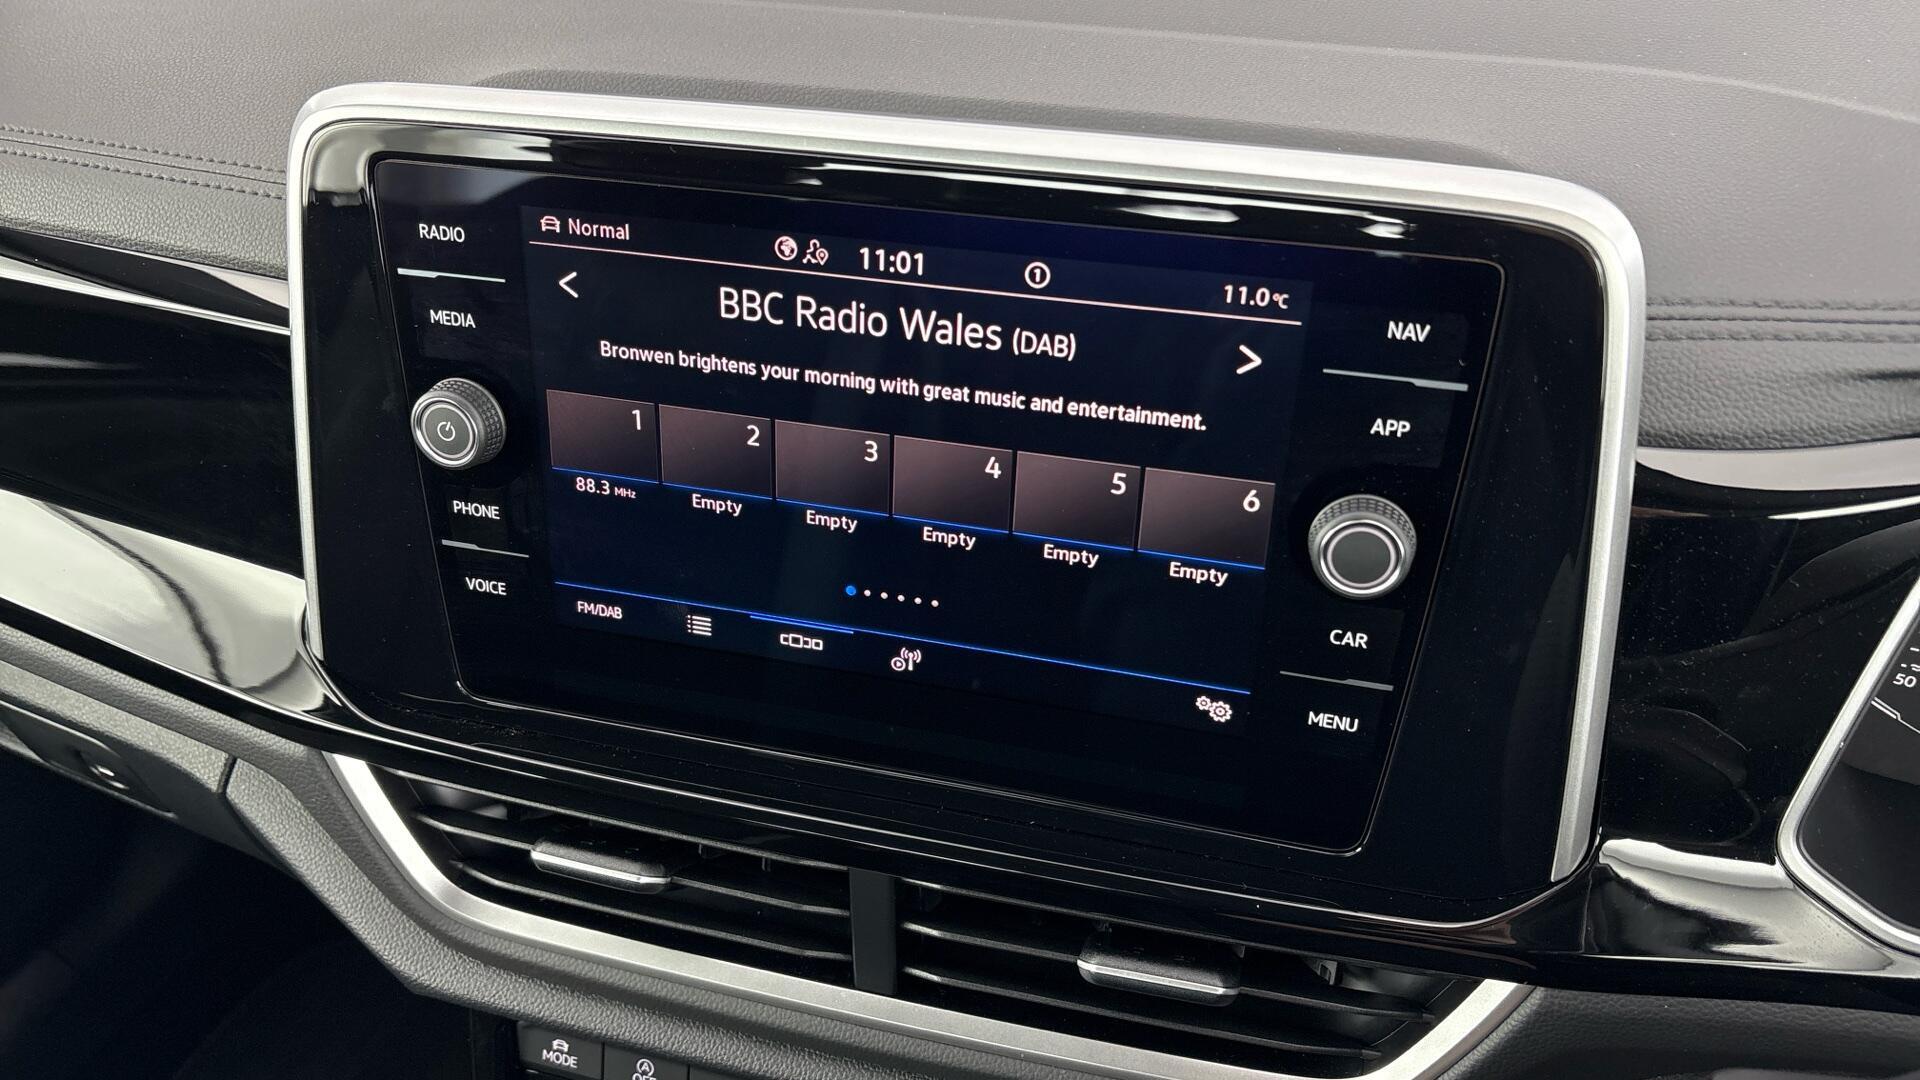 RADIO
MEDIA
PHONE
VOICE
Normal
11:01
1
11.0°C
BBC Radio Wales (DAB)
Bronwen brightens your morning with great music and entertainment.
1
2
3
4
5
6
88.3 MHz
Empty
Empty
Empty
Empty
Empty
FM/DAB
NAV
APP
CAR
MENU
50
MODE